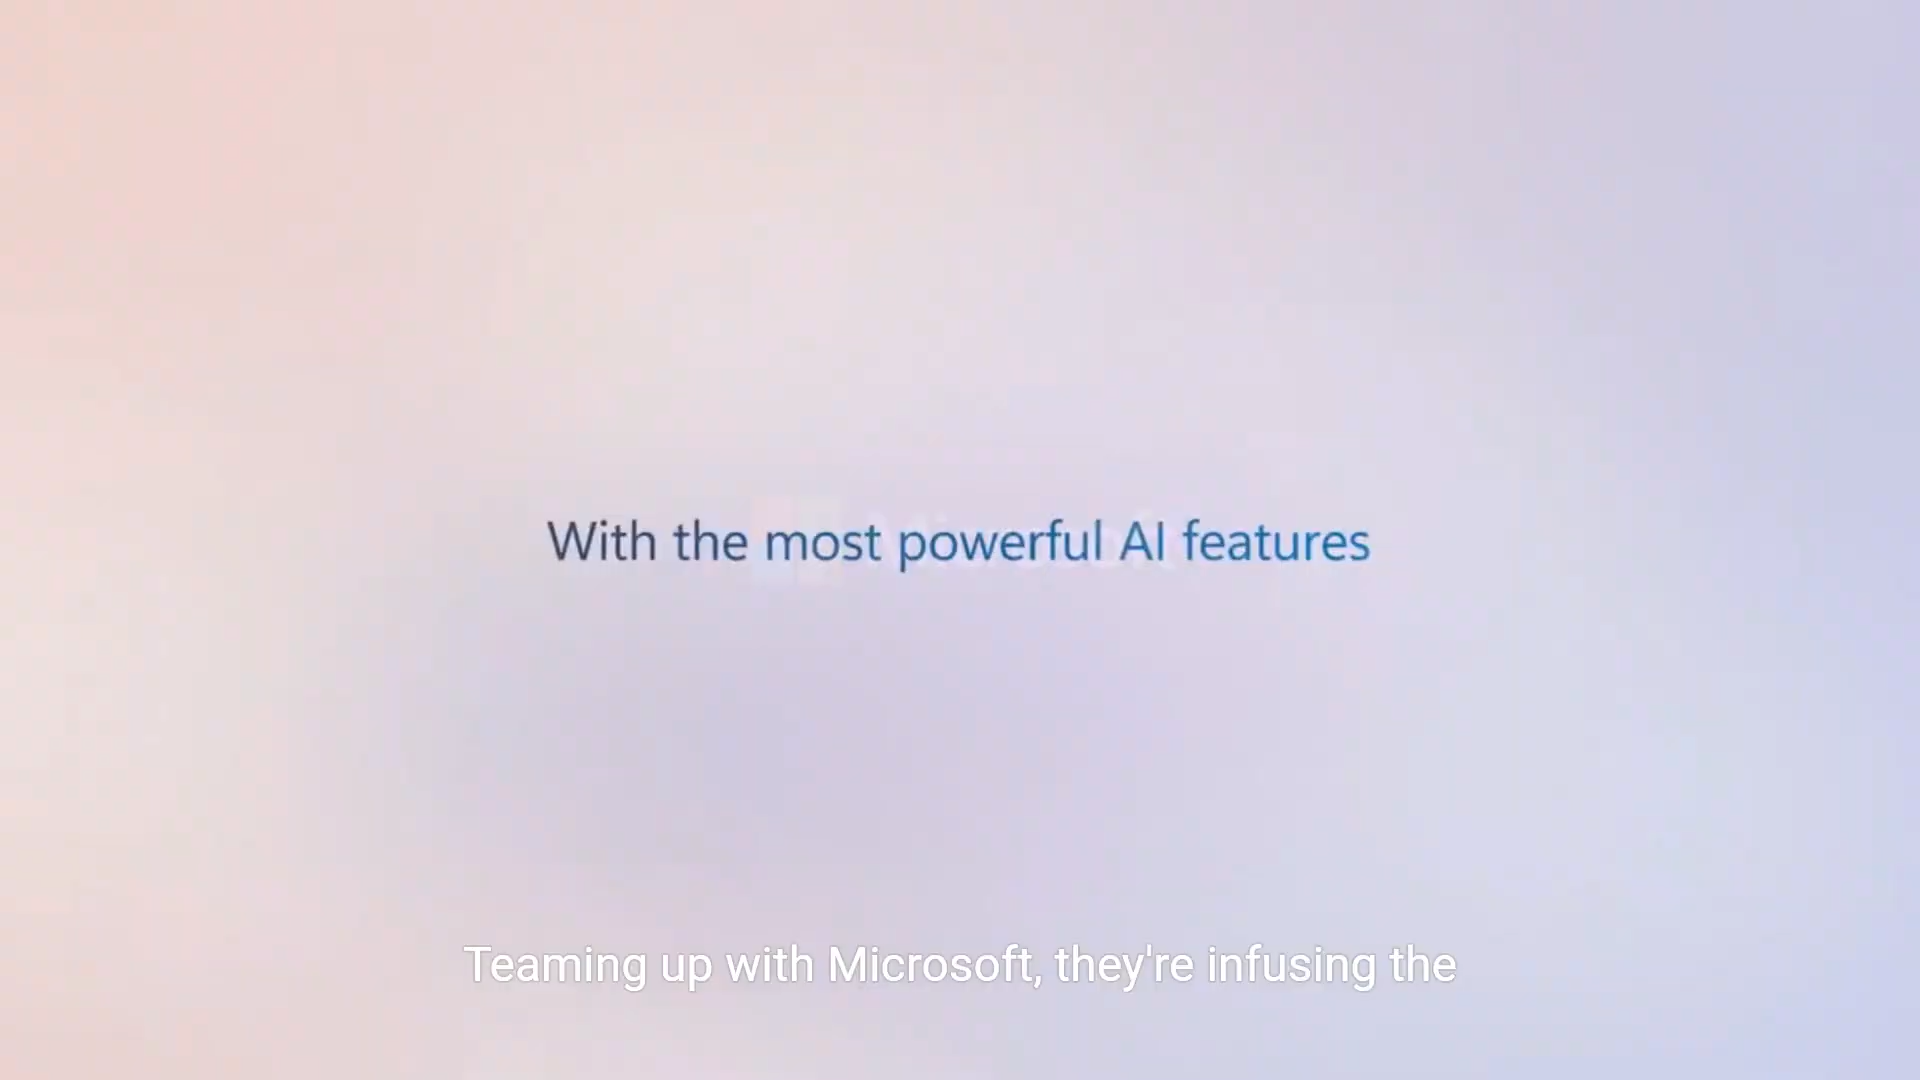 With the most powerful AI features
Teaming up with Microsoft, they're infusing the